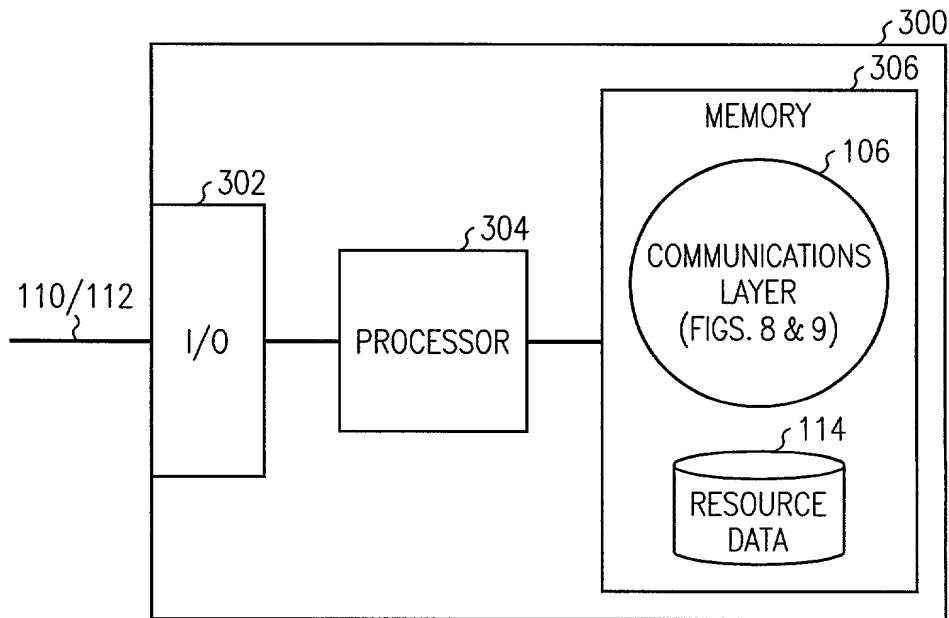 300
306
MEMORY
106
302
304
COMMUNICATIONS
LAYER
(FIGS. 8 & 9)
110/112
I/O
PROCESSOR
114
RESOURCE
DATA